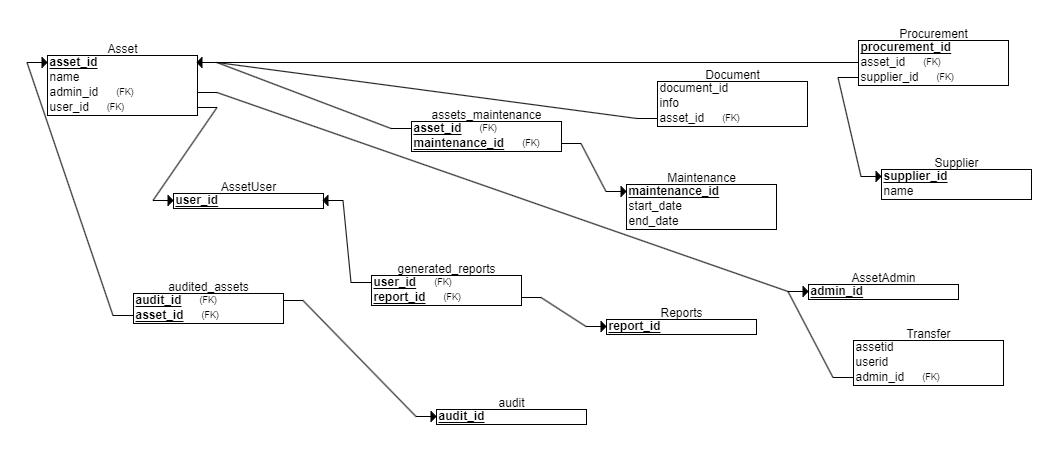 Asset
asset_id
name
admin_id (FK)
user_id (FK)
Procurement
procurement_id
asset_id (FK)
supplier_id (FK)
Document
document_id
info
asset_id (FK)
assets_maintenance
asset_id (FK)
maintenance_id (FK)
Supplier
supplier_id
name
Maintenance
maintenance_id
start_date
end_date
AssetUser
user_id
generated_reports
user_id (FK)
report_id (FK)
AssetAdmin
admin_id
audited_assets
audit_id (FK)
asset_id (FK)
Reports
report_id
Transfer
assetid
userid
admin_id (FK)
audit
audit_id